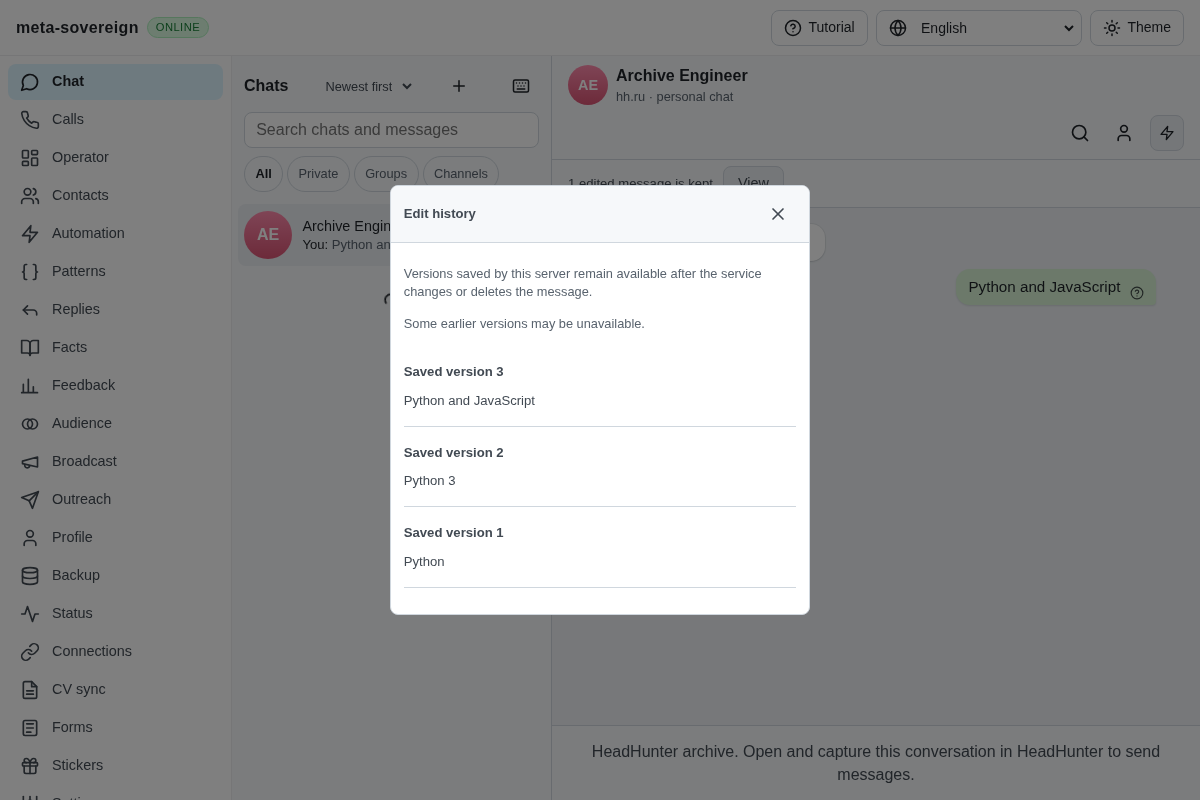 meta-sovereign
ONLINE
Tutorial
English
Theme
Chat
Calls
Operator
Contacts
Automation
Patterns
Replies
Facts
Feedback
Audience
Broadcast
Outreach
Profile
Backup
Status
Connections
CV sync
Forms
Stickers
Chats
Newest first
Search chats and messages
All
Private
Groups
Channels
AE
Archive Engin
You: Python an
AE
Archive Engineer
hh.ru · personal chat
1 edited message is kept
View
Python and JavaScript
Edit history
Versions saved by this server remain available after the service
changes or deletes the message.
Some earlier versions may be unavailable.
Saved version 3
Python and JavaScript
Saved version 2
Python 3
Saved version 1
Python
HeadHunter archive. Open and capture this conversation in HeadHunter to send
messages.